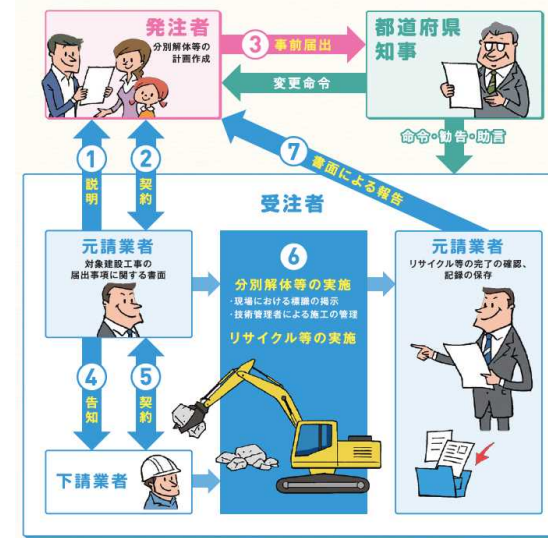 発注者
分別解体等の
計画作成
3 事前届出
変更命令
都道府県
知事
命令・勧告・助言
1 説明
2 契約
7 書面による報告
受注者
元請業者
対象建設工事の
届出事項に関する書面
6
分別解体等の実施
・現場における標識の掲示
・技術管理者による施工の管理
リサイクル等の実施
元請業者
リサイクル等の完了の確認、
記録の保存
4 告知
5 契約
下請業者